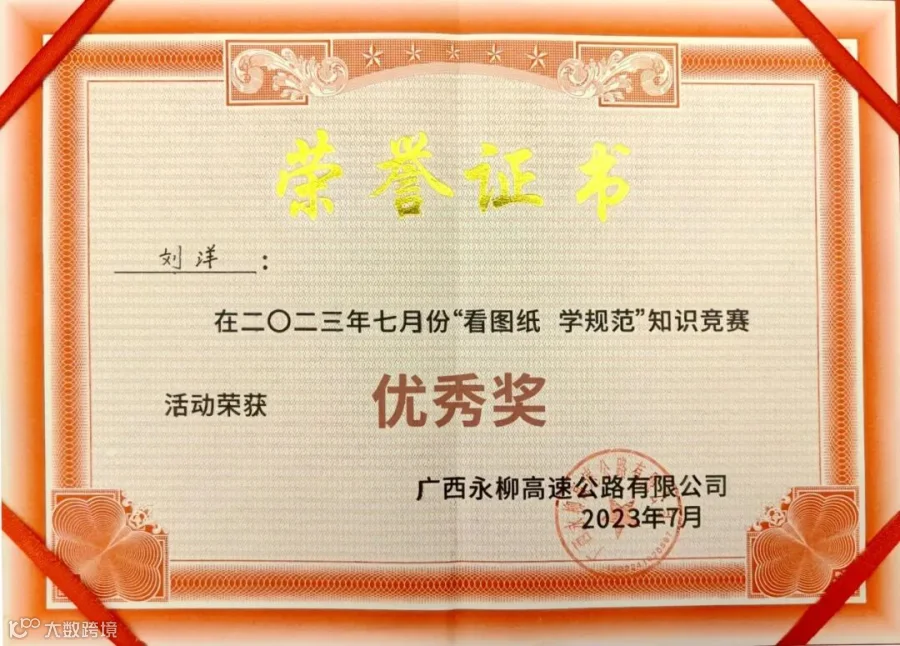 荣誉证书
刘洋：
在二〇二三年七月份“看图纸 学规范”知识竞赛
活动荣获 优秀奖
广西永柳高速公路有限公司
2023年7月
大数跨境